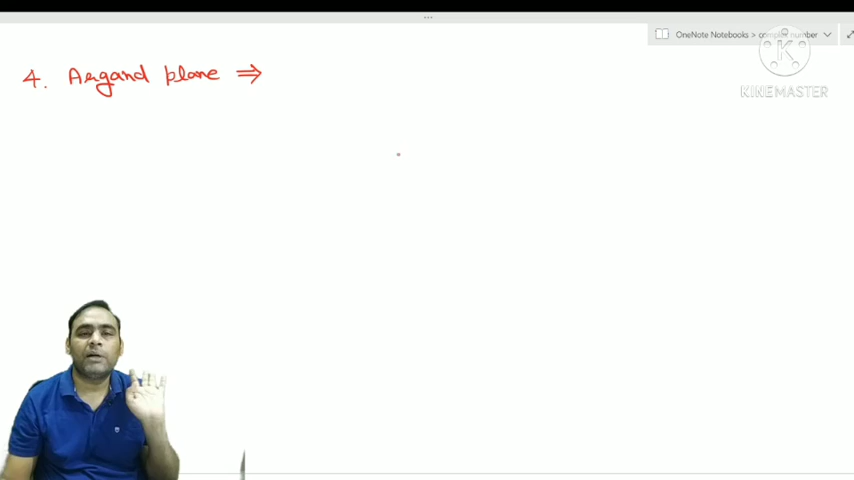 OneNote Notebooks > complex number
4. Argand plane ⇒
K
KINEMASTER